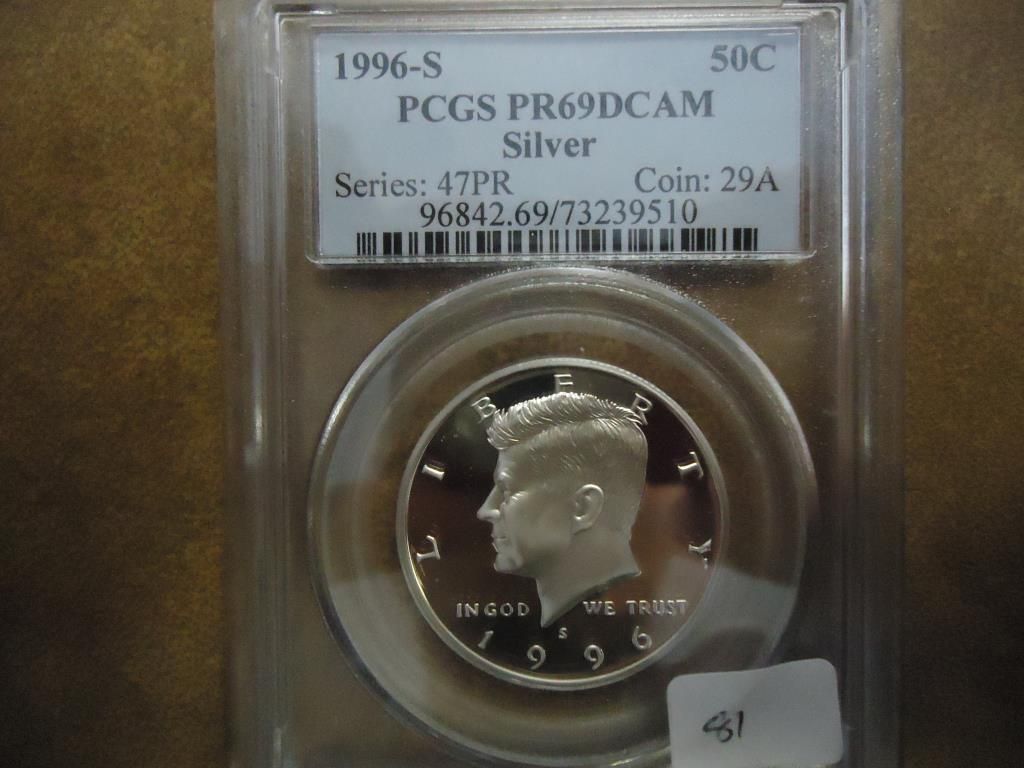 1996-S 50C
PCGS PR69DCAM
Silver
Series: 47PR Coin: 29A
96842.69/73239510
LIBERTY
IN GOD WE TRUST
S
1996
81